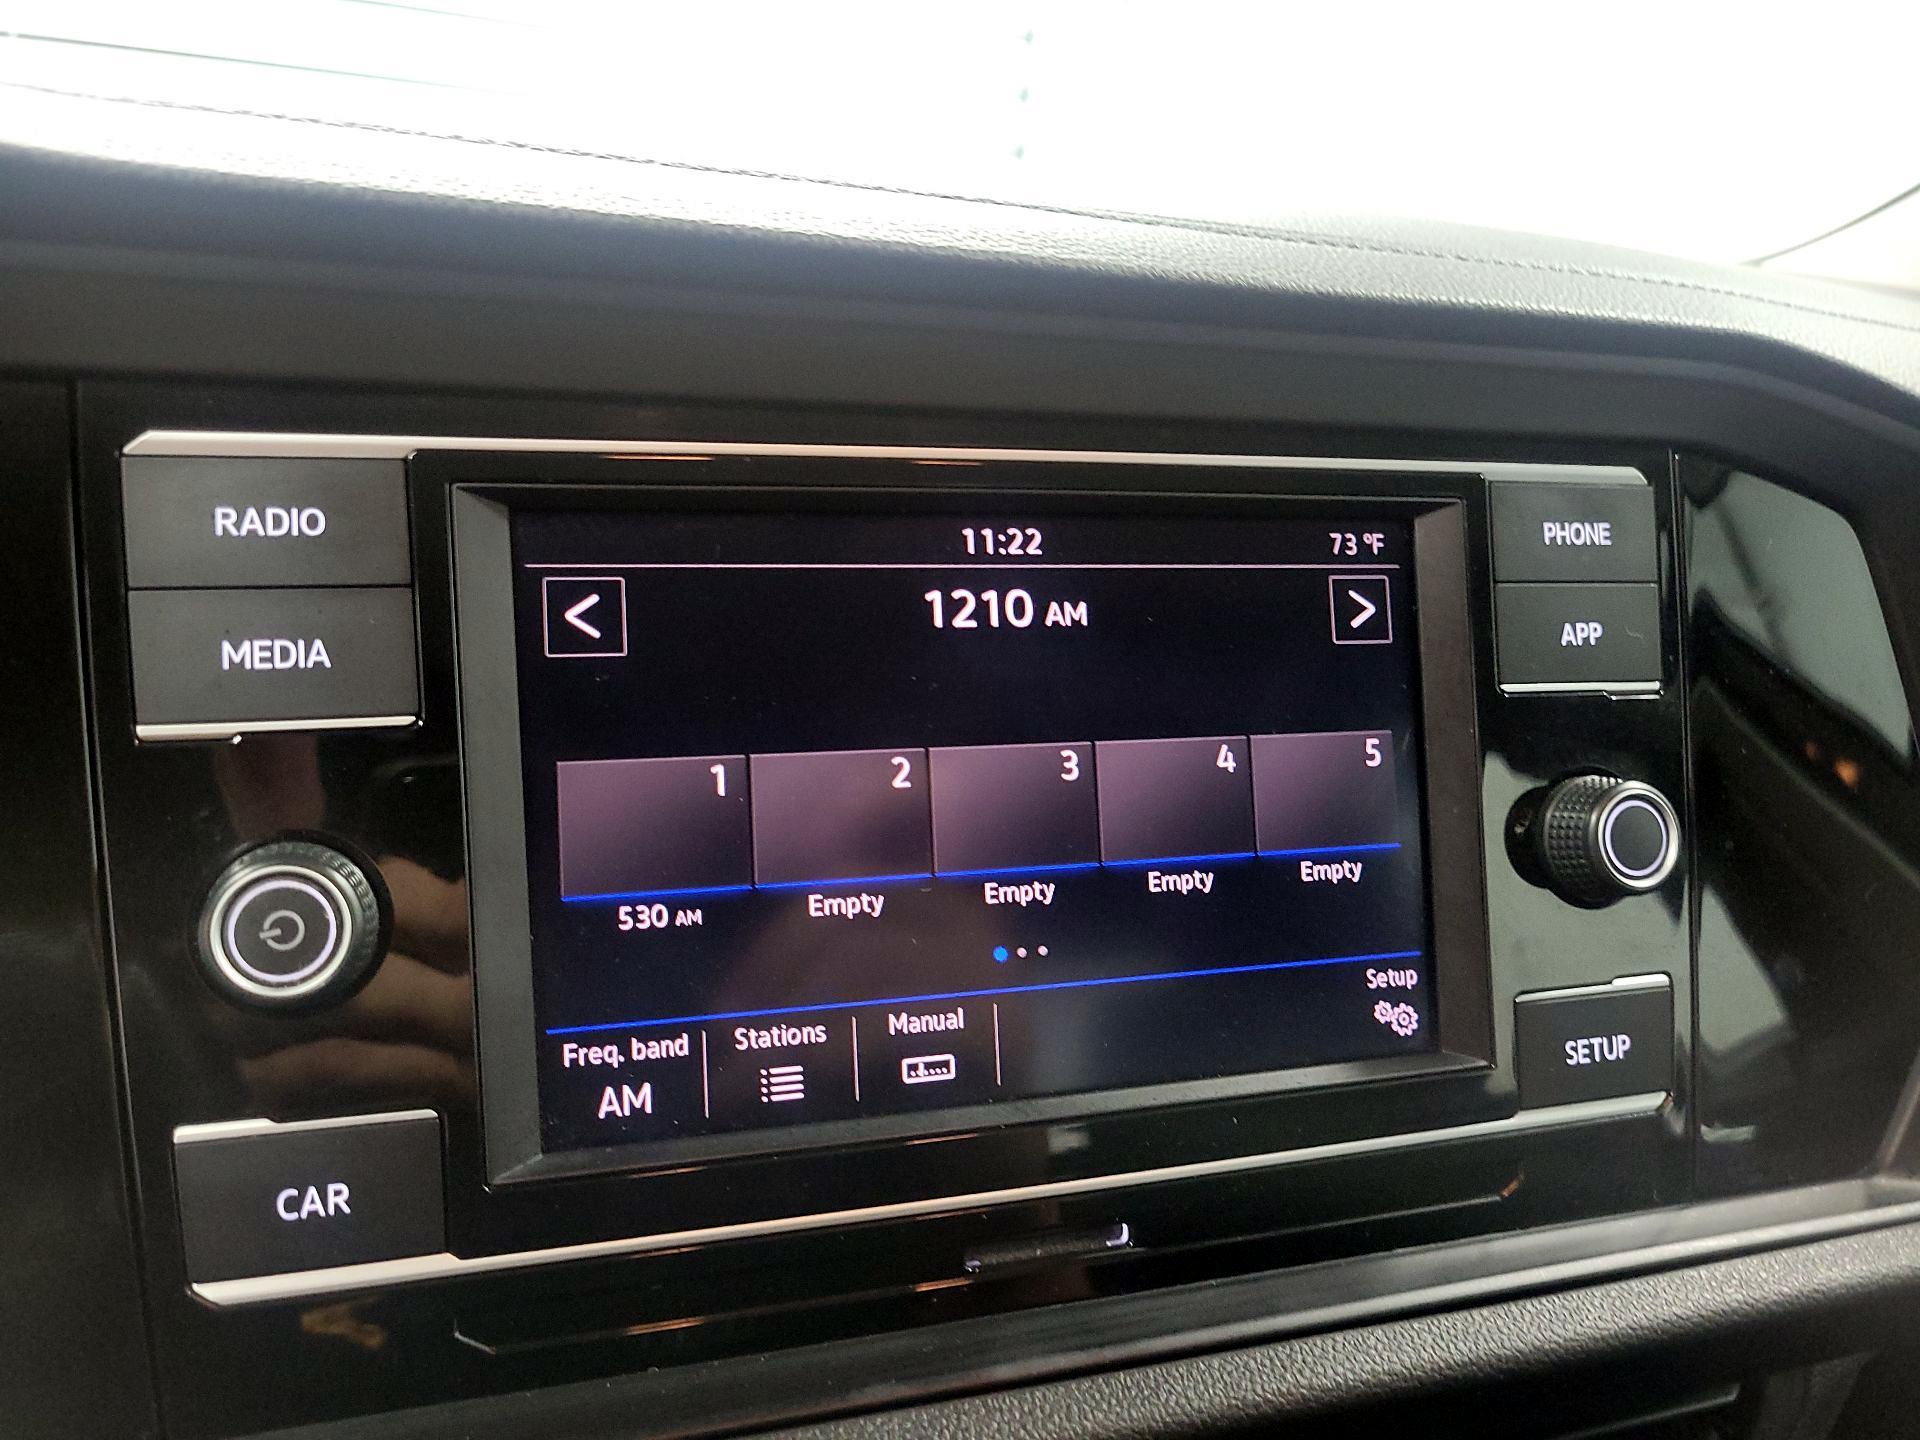 RADIO
MEDIA
CAR
11:22
73 °F
<
1210 AM
>
1
2
3
4
5
530 AM
Empty
Empty
Empty
Empty
Setup
Freq. band
AM
Stations
Manual
PHONE
APP
SETUP